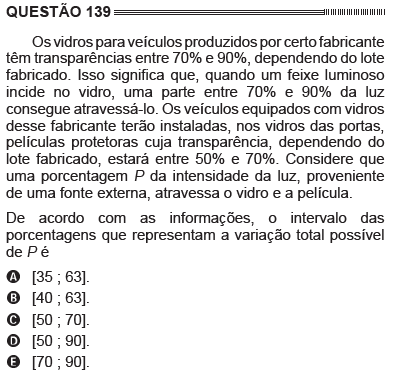 QUESTÃO 139
Os vidros para veículos produzidos por certo fabricante
têm transparências entre 70% e 90%, dependendo do lote
fabricado. Isso significa que, quando um feixe luminoso
incide no vidro, uma parte entre 70% e 90% da luz
consegue atravessá-lo. Os veículos equipados com vidros
desse fabricante terão instaladas, nos vidros das portas,
películas protetoras cuja transparência, dependendo do
lote fabricado, estará entre 50% e 70%. Considere que
uma porcentagem P da intensidade da luz, proveniente
de uma fonte externa, atravessa o vidro e a película.
De acordo com as informações, o intervalo das
porcentagens que representam a variação total possível
de P é
A [35 ; 63].
B [40 ; 63].
C [50 ; 70].
D [50 ; 90].
E [70 ; 90].